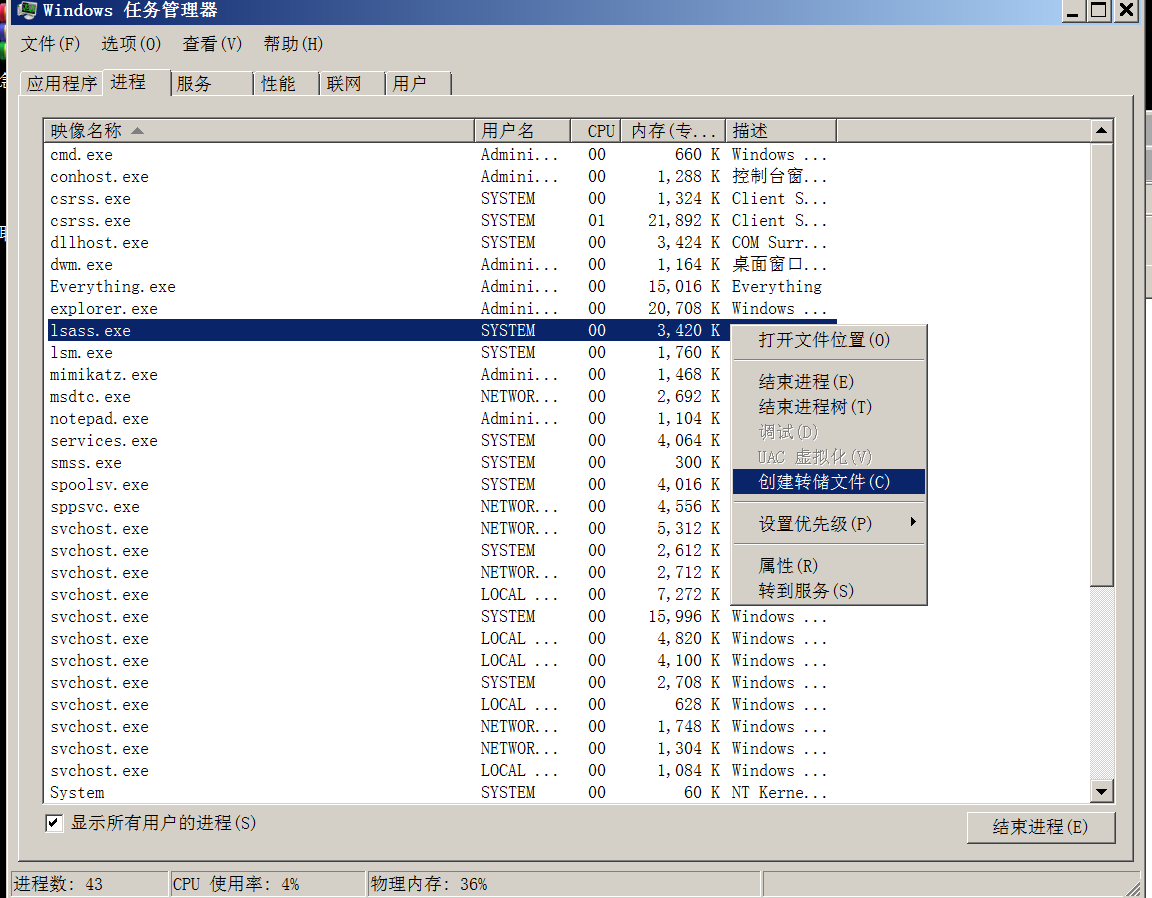 Windows 任务管理器
文件(F) 选项(O) 查看(V) 帮助(H)
应用程序 进程 服务 性能 联网 用户
映像名称 用户名 CPU 内存(专... 描述
cmd.exe Admini... 00 660 K Windows ...
conhost.exe Admini... 00 1,288 K 控制台窗...
csrss.exe SYSTEM 00 1,324 K Client S...
csrss.exe SYSTEM 01 21,892 K Client S...
dllhost.exe SYSTEM 00 3,424 K COM Surr...
dwm.exe Admini... 00 1,164 K 桌面窗口...
Everything.exe Admini... 00 15,016 K Everything
explorer.exe Admini... 00 20,708 K Windows ...
lsass.exe SYSTEM 00 3,420 K
lsm.exe SYSTEM 00 1,760 K
mimikatz.exe Admini... 00 1,468 K
msdtc.exe NETWOR... 00 2,692 K
notepad.exe Admini... 00 1,104 K
services.exe SYSTEM 00 4,064 K
smss.exe SYSTEM 00 300 K
spoolsv.exe SYSTEM 00 4,016 K
sppsvc.exe NETWOR... 00 4,556 K
svchost.exe NETWOR... 00 5,312 K
svchost.exe SYSTEM 00 2,612 K
svchost.exe NETWOR... 00 2,712 K
svchost.exe LOCAL ... 00 7,272 K
svchost.exe SYSTEM 00 15,996 K Windows ...
svchost.exe LOCAL ... 00 4,820 K Windows ...
svchost.exe LOCAL ... 00 4,100 K Windows ...
svchost.exe SYSTEM 00 2,708 K Windows ...
svchost.exe LOCAL ... 00 628 K Windows ...
svchost.exe NETWOR... 00 1,748 K Windows ...
svchost.exe NETWOR... 00 1,304 K Windows ...
svchost.exe LOCAL ... 00 1,084 K Windows ...
System SYSTEM 00 60 K NT Kerne...
打开文件位置(O)
结束进程(E)
结束进程树(T)
调试(D)
UAC 虚拟化(V)
创建转储文件(C)
设置优先级(P)
属性(R)
转到服务(S)
显示所有用户的进程(S)
结束进程(E)
进程数: 43 CPU 使用率: 4% 物理内存: 36%